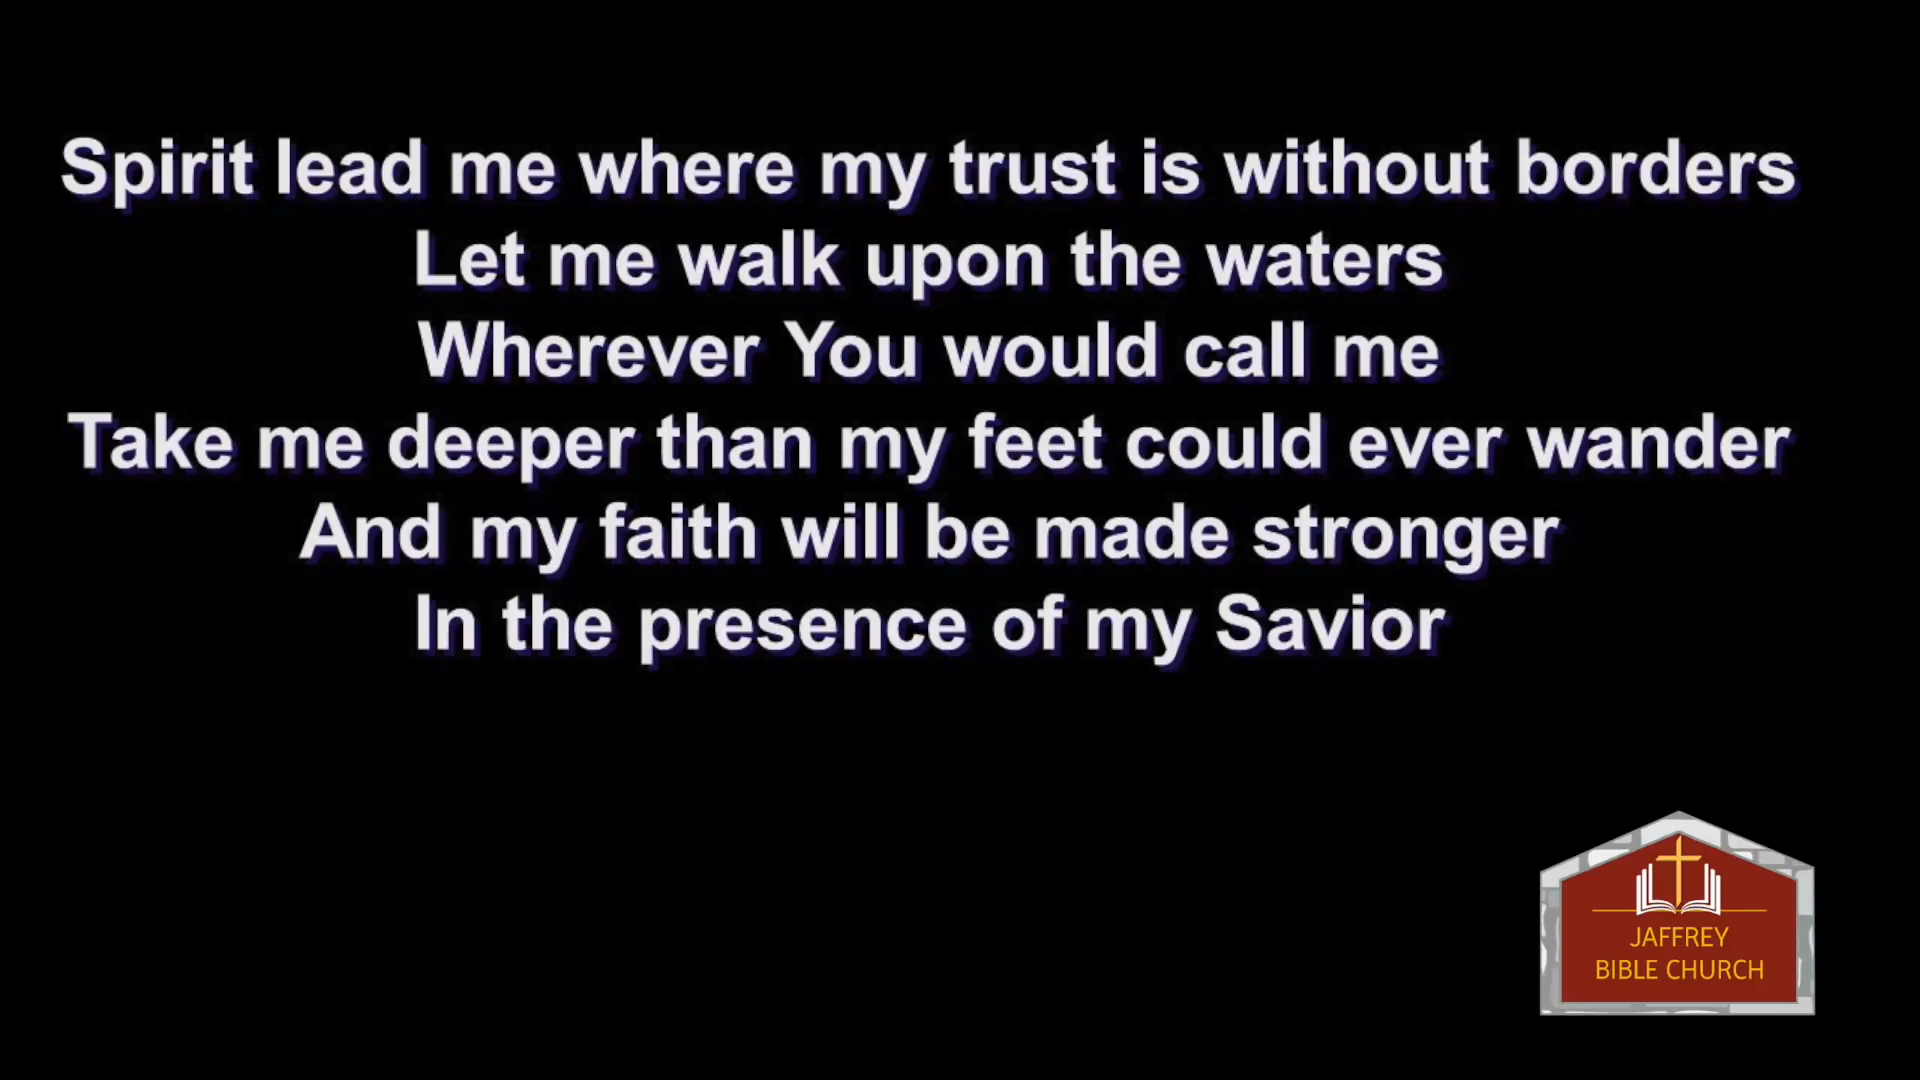 Spirit lead me where my trust is without borders
Let me walk upon the waters
Wherever You would call me
Take me deeper than my feet could ever wander
And my faith will be made stronger
In the presence of my Savior
JAFFREY
BIBLE CHURCH